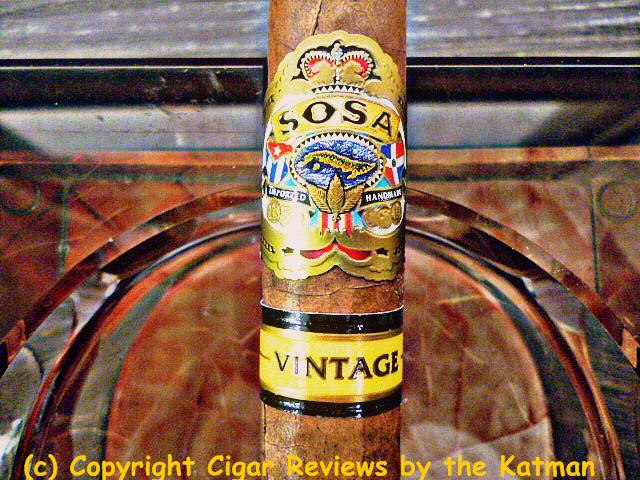 SOSA
IMPORTED HANDMADE
VINTAGE
(c) Copyright Cigar Reviews by the Katman